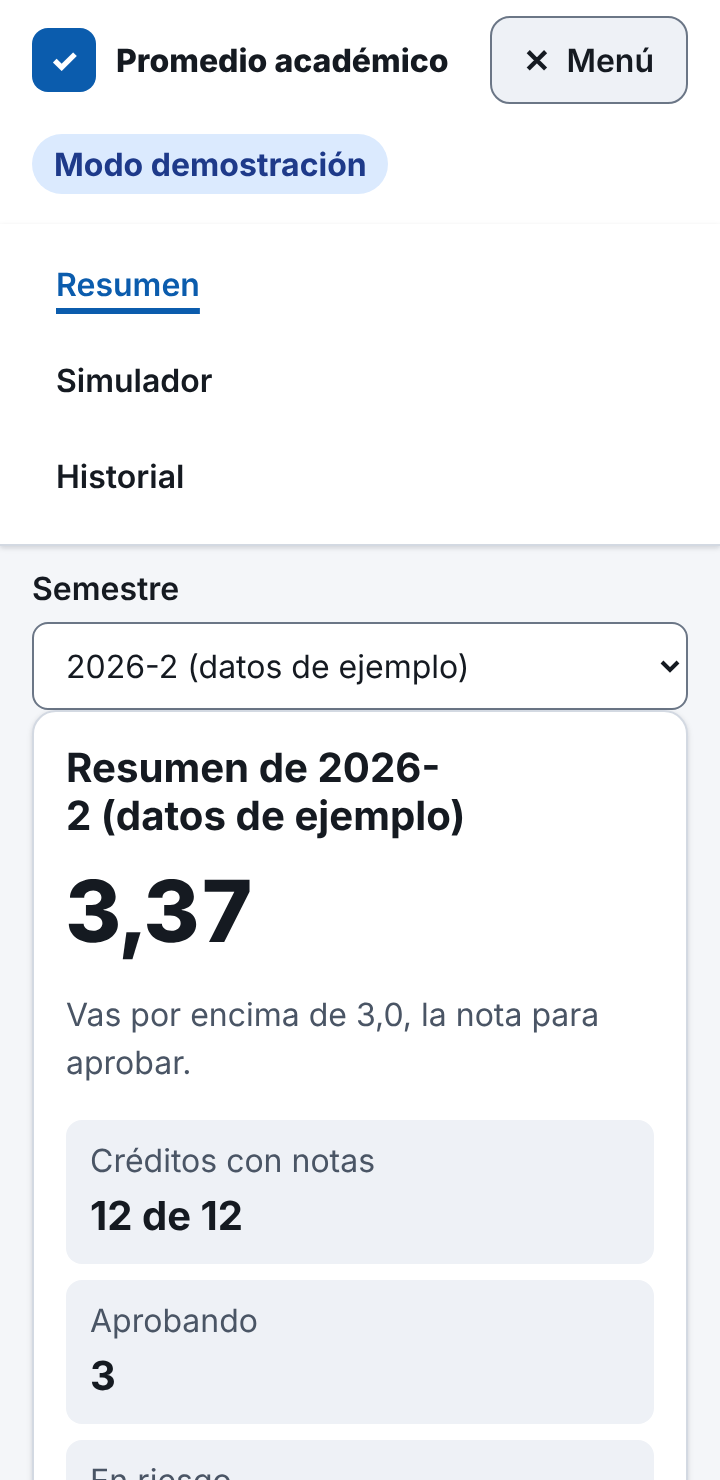 Promedio académico
Menú
Modo demostración
Resumen
Simulador
Historial
Semestre
2026-2 (datos de ejemplo)
Resumen de 2026-
2 (datos de ejemplo)
3,37
Vas por encima de 3,0, la nota para
aprobar.
Créditos con notas
12 de 12
Aprobando
3
En riesgo